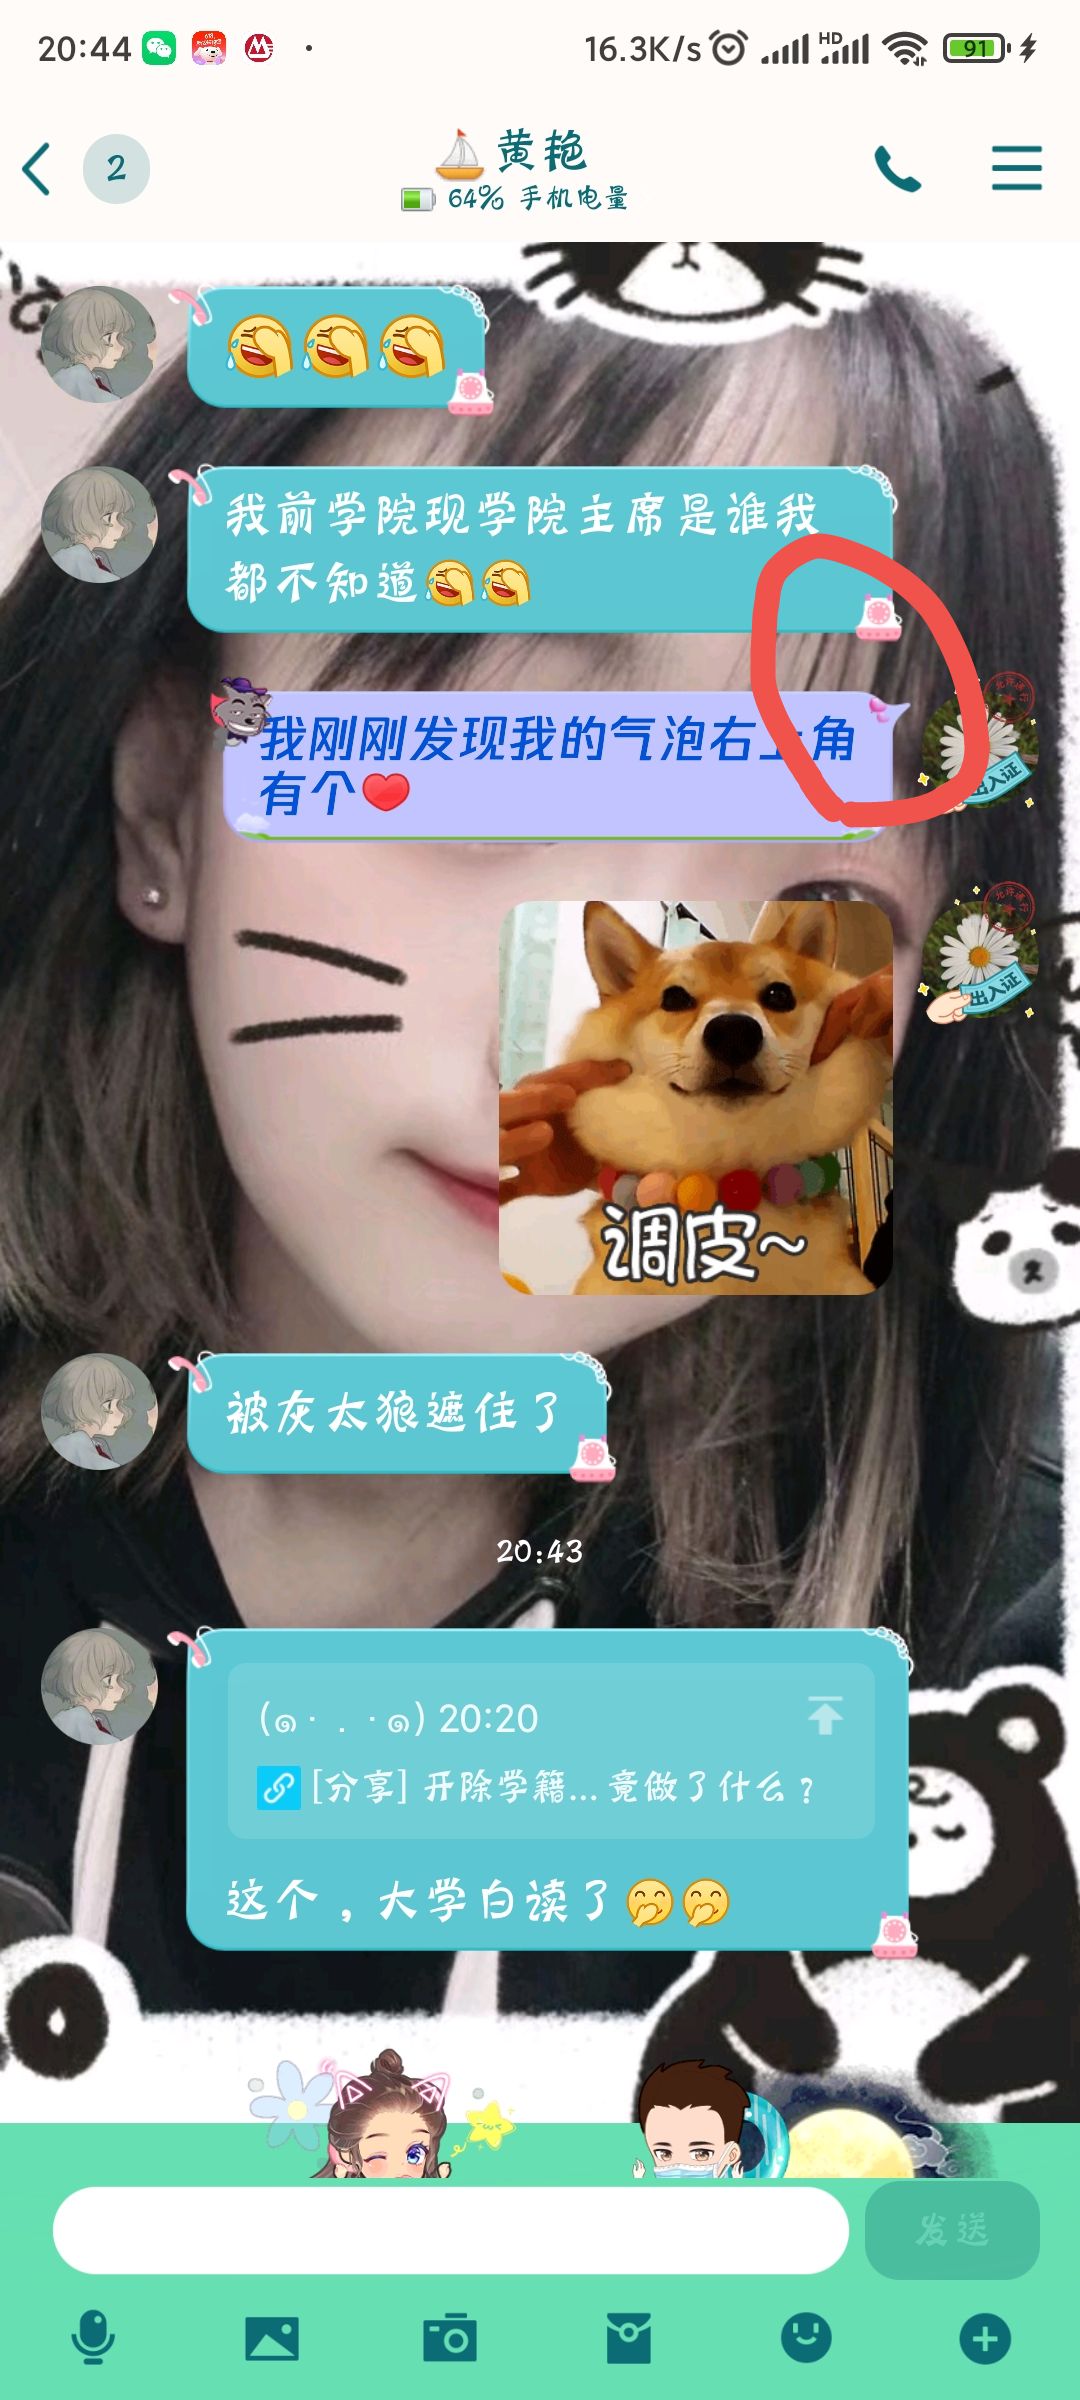 20:44
16.3K/s
HD
91
2
黄艳
64% 手机电量
我前学院现学院主席是谁我
都不知道
我刚刚发现我的气泡右上角
有个
出入证
出入证
调皮~
被灰太狼遮住了
20:43
(๑· . ·๑) 20:20
[分享] 开除学籍... 竟做了什么？
这个，大学白读了
发送